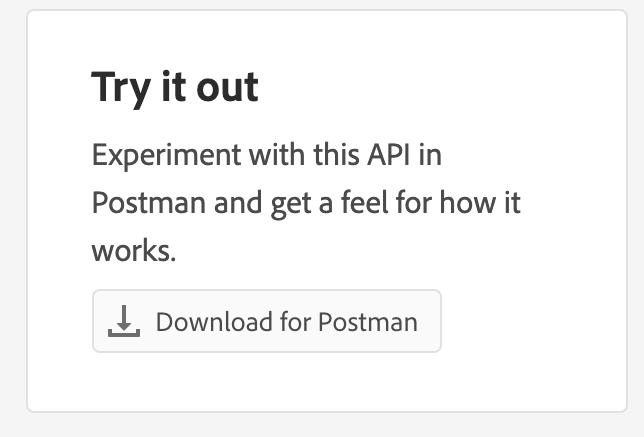 Try it out
Experiment with this API in
Postman and get a feel for how it
works.
Download for Postman